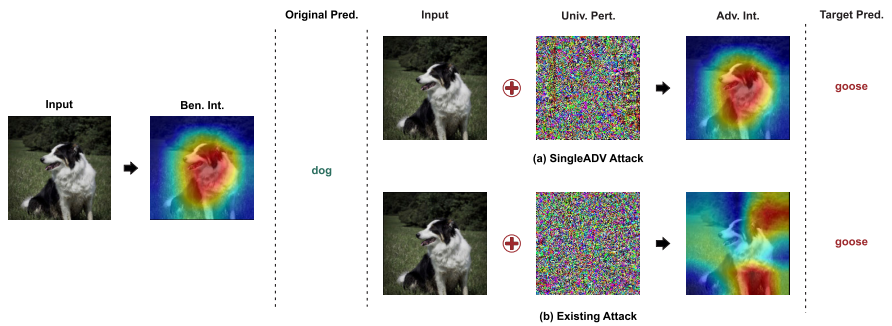 Original Pred.
Input
Univ. Pert.
Adv. Int.
Target Pred.
Input
Ben. Int.
goose
(a) SingleADV Attack
dog
goose
(b) Existing Attack